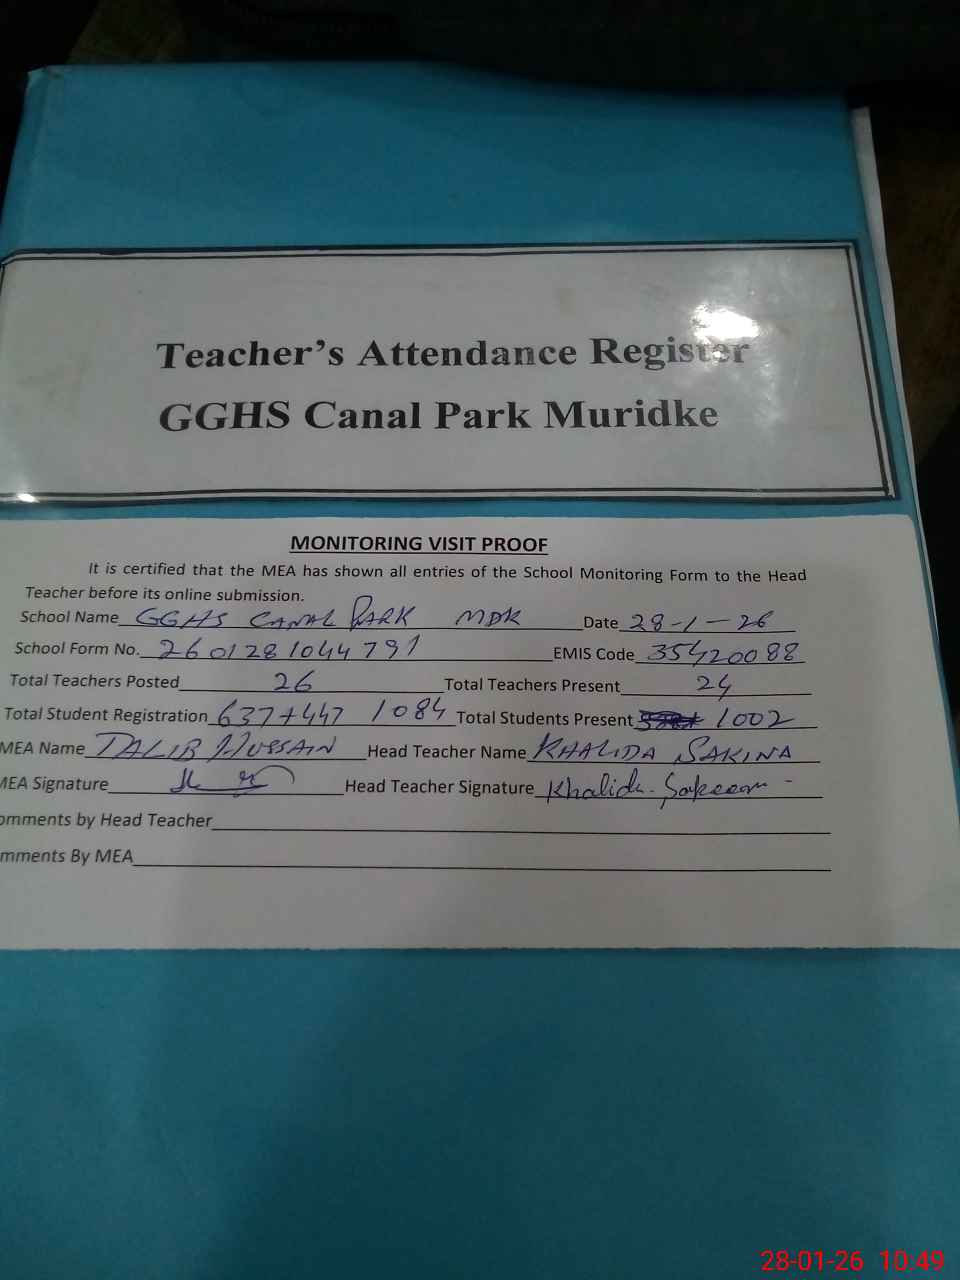 Teacher's Attendance Register
GGHS Canal Park Muridke
MONITORING VISIT PROOF
It is certified that the MEA has shown all entries of the School Monitoring Form to the Head
Teacher before its online submission.
School Name GGHS CANAL PARK MDK Date 28-1-26
School Form No. 2601281044791 EMIS Code 35420088
Total Teachers Posted 26 Total Teachers Present 24
Total Student Registration 637+447 1084 Total Students Present 1002
MEA Name TALIB HUSSAIN Head Teacher Name KHALIDA SAKINA
MEA Signature Head Teacher Signature Khalida
omments by Head Teacher
mments By MEA
28-01-26 10:49